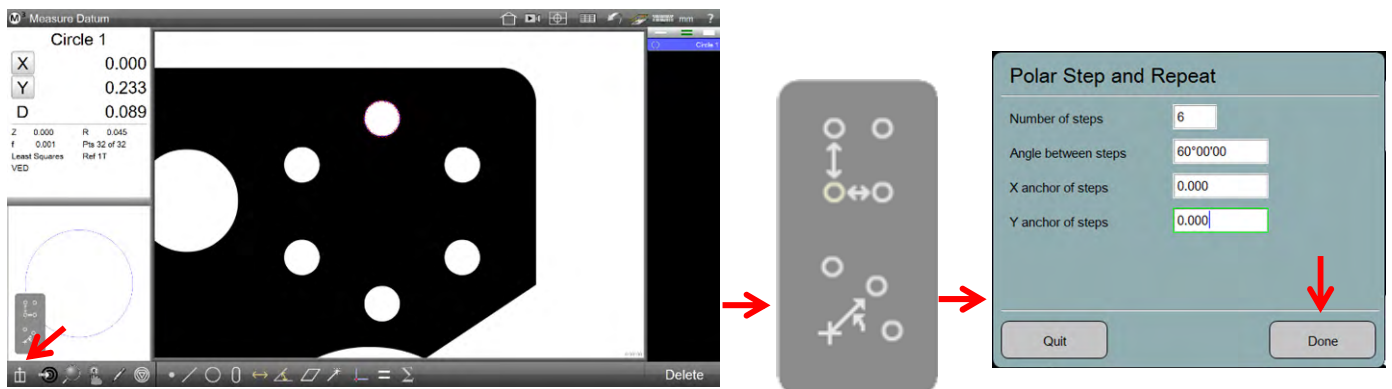 M³ Measure Datum
mm ?
Circle 1
X 0.000
Y 0.233
D 0.089
Z 0.000 R 0.045
f 0.001 Pts 32 of 32
Least Squares Ref 1T
VED
Circle 1
Delete
Polar Step and Repeat
Number of steps 6
Angle between steps 60°00'00
X anchor of steps 0.000
Y anchor of steps 0.000
Quit
Done